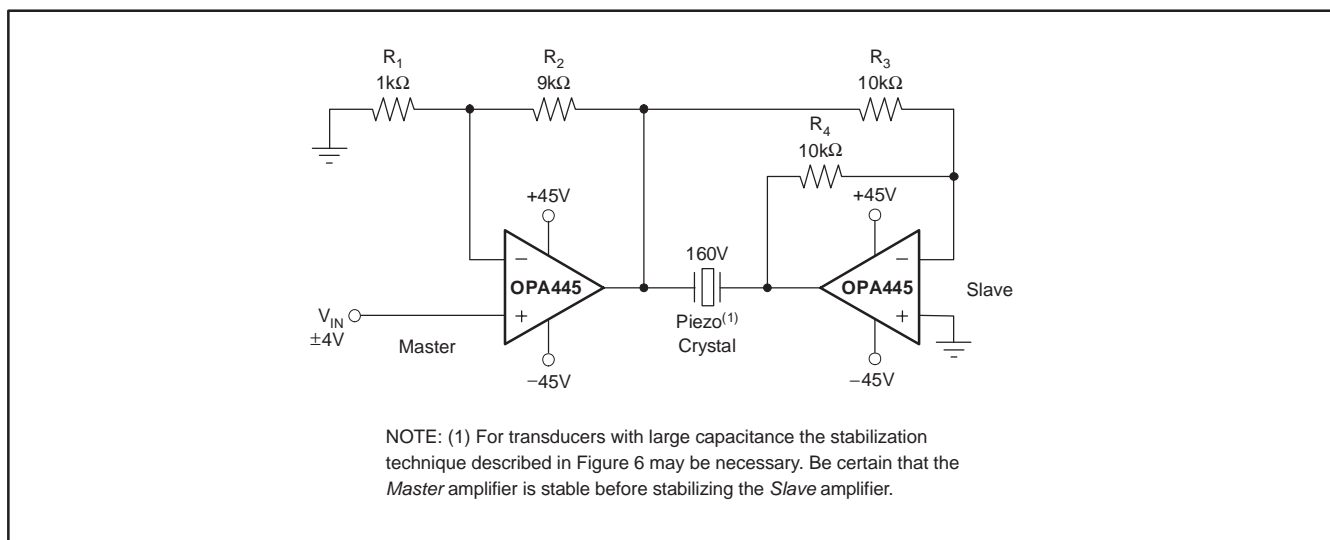 R1
1kΩ
R2
9kΩ
R3
10kΩ
R4
10kΩ
+45V
+45V
160V
−
OPA445
+
−
OPA445
+
Slave
VIN
±4V
Master
Piezo(1)
Crystal
−45V
−45V
NOTE: (1) For transducers with large capacitance the stabilization
technique described in Figure 6 may be necessary. Be certain that the
Master amplifier is stable before stabilizing the Slave amplifier.